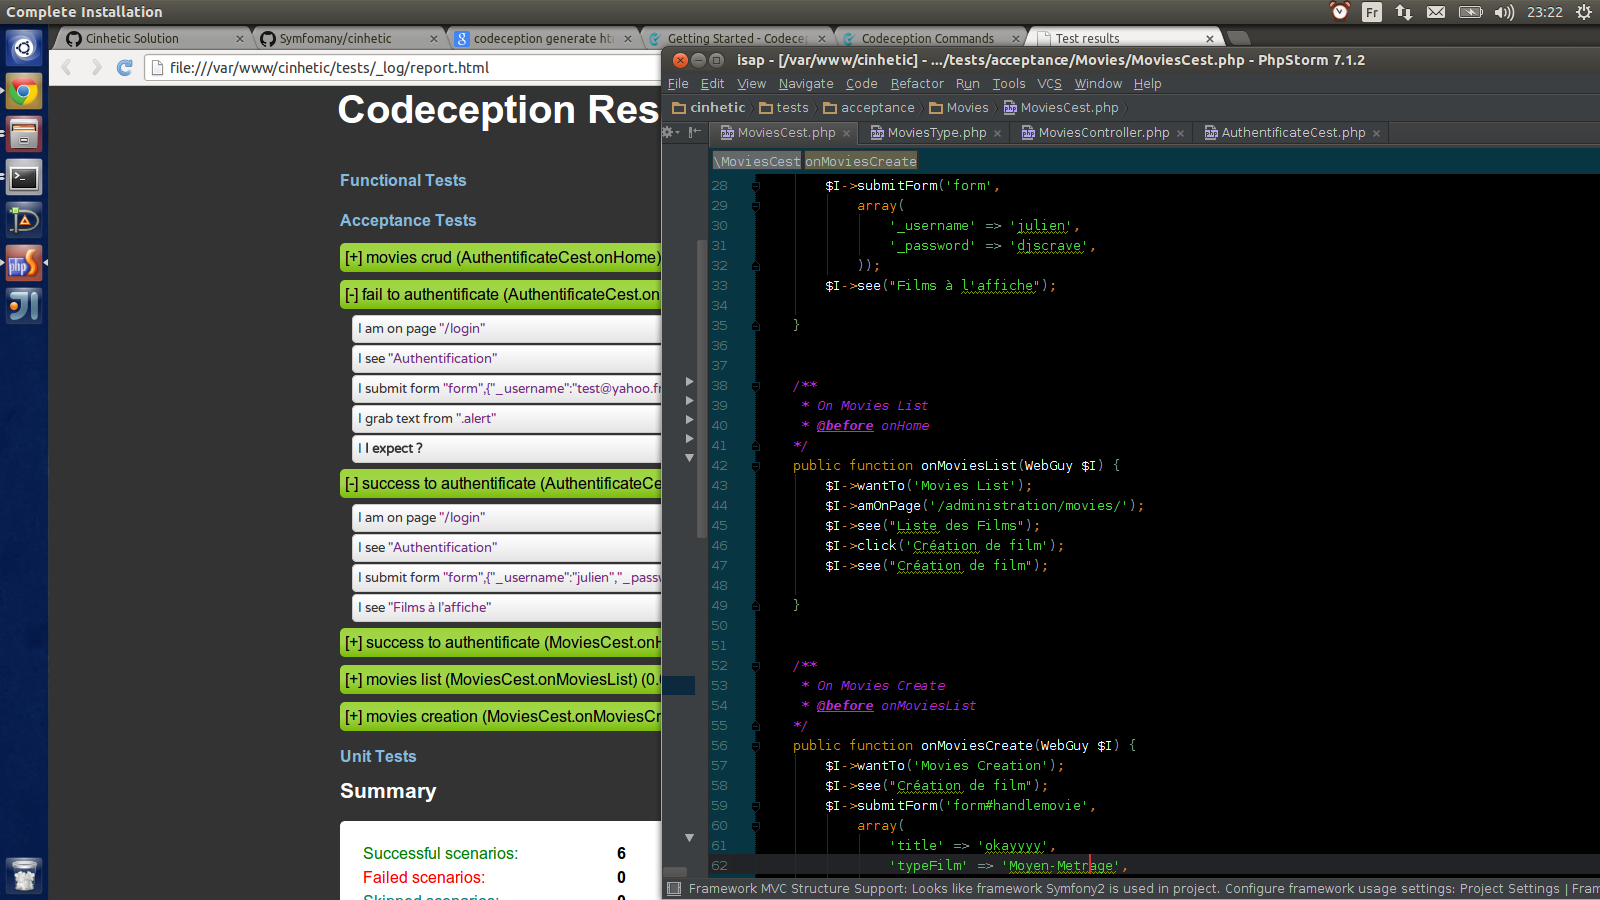 Complete Installation
Fr
23:22
Cinhetic Solution
Symfomany/cinhetic
codeception generate ht
Getting Started - Codecep
Codeception Commands
Test results
file:///var/www/cinhetic/tests/_log/report.html
Codeception Res
Functional Tests
Acceptance Tests
[+] movies crud (AuthentificateCest.onHome)
[-] fail to authentificate (AuthentificateCest.on
I am on page "/login"
I see "Authentification"
I submit form "form",{"_username":"test@yahoo.fr
I grab text from ".alert"
I I expect ?
[-] success to authentificate (AuthentificateCe
I am on page "/login"
I see "Authentification"
I submit form "form",{"_username":"julien","_passw
I see "Films à l'affiche"
[+] success to authentificate (MoviesCest.onH
[+] movies list (MoviesCest.onMoviesList) (0.
[+] movies creation (MoviesCest.onMoviesCr
Unit Tests
Summary
Successful scenarios: 6
Failed scenarios: 0
isap - [/var/www/cinhetic] - .../tests/acceptance/Movies/MoviesCest.php - PhpStorm 7.1.2
File Edit View Navigate Code Refactor Run Tools VCS Window Help
cinhetic tests acceptance Movies MoviesCest.php
MoviesCest.php MoviesType.php MoviesController.php AuthentificateCest.php
\MoviesCest onMoviesCreate
28 $I->submitForm('form',
29 array(
30 '_username' => 'julien',
31 '_password' => 'djscrave',
32 ));
33 $I->see("Films à l'affiche");
34
35 }
36
37
38 /**
39 * On Movies List
40 * @before onHome
41 */
42 public function onMoviesList(WebGuy $I) {
43 $I->wantTo('Movies List');
44 $I->amOnPage('/administration/movies/');
45 $I->see("Liste des Films");
46 $I->click('Création de film');
47 $I->see("Création de film");
48
49 }
50
51
52 /**
53 * On Movies Create
54 * @before onMoviesList
55 */
56 public function onMoviesCreate(WebGuy $I) {
57 $I->wantTo('Movies Creation');
58 $I->see("Création de film");
59 $I->submitForm('form#handlemovie',
60 array(
61 'title' => 'okayyyy',
62 'typeFilm' => 'Moyen-Metrage',
Framework MVC Structure Support: Looks like framework Symfony2 is used in project. Configure framework usage settings: Project Settings | Fram